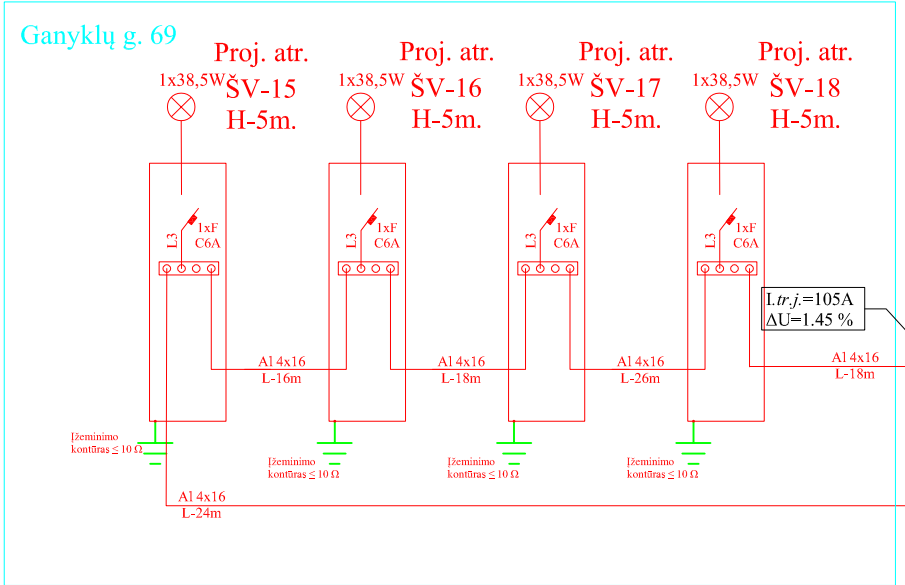 Ganyklų g. 69
Proj. atr.
1x38,5W
ŠV-15
H-5m.
Proj. atr.
1x38,5W
ŠV-16
H-5m.
Proj. atr.
1x38,5W
ŠV-17
H-5m.
Proj. atr.
1x38,5W
ŠV-18
H-5m.
L3
1xF
C6A
L3
1xF
C6A
L3
1xF
C6A
L3
1xF
C6A
I.tr.j.=105A
ΔU=1.45 %
Al 4x16
L-16m
Al 4x16
L-18m
Al 4x16
L-26m
Al 4x16
L-18m
Įžeminimo
kontūras ≤ 10 Ω
Įžeminimo
kontūras ≤ 10 Ω
Įžeminimo
kontūras ≤ 10 Ω
Įžeminimo
kontūras ≤ 10 Ω
Al 4x16
L-24m